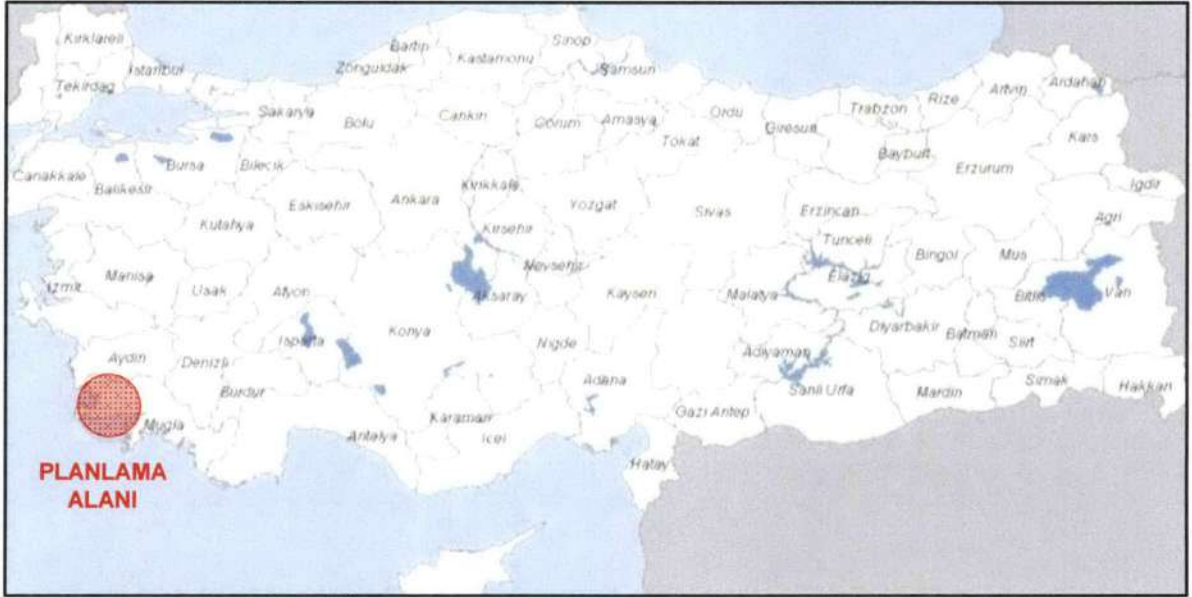 Kirklareli
Tekirdag
Istanbul
Bartin
Zonguldak
Kastamonu
Sinop
Samsun
Sakarya
Bolu
Cankiri
Corum
Amasya
Tokat
Ordu
Giresun
Trabzon
Rize
Artvin
Ardahan
Kars
Bayburt
Erzurum
Igdir
Canakkale
Balikesir
Bursa
Bilecik
Kutahya
Eskisehir
Ankara
Kirikkale
Kirsehir
Yozgat
Sivas
Erzincan
Tunceli
Bingol
Mus
Agri
Izmir
Manisa
Usak
Afyon
Isparta
Konya
Aksaray
Nevsehir
Kayseri
Malatya
Elazig
Diyarbakir
Batman
Siirt
Bitlis
Van
Aydin
Denizli
Burdur
Nigde
Adana
Adiyaman
Sanli Urfa
Mardin
Sirnak
Hakkari
Mugla
Antalya
Karaman
Icel
Gazi Antep
Hatay
PLANLAMA
ALANI